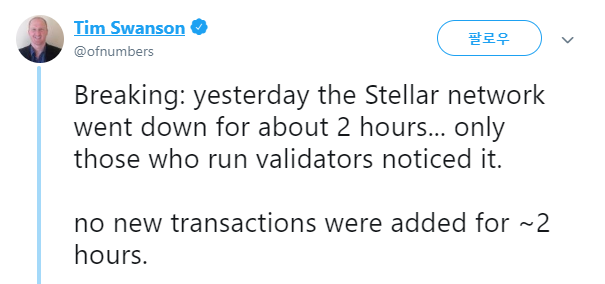 Tim Swanson
@ofnumbers
팔로우
Breaking: yesterday the Stellar network
went down for about 2 hours... only
those who run validators noticed it.
no new transactions were added for ~2
hours.